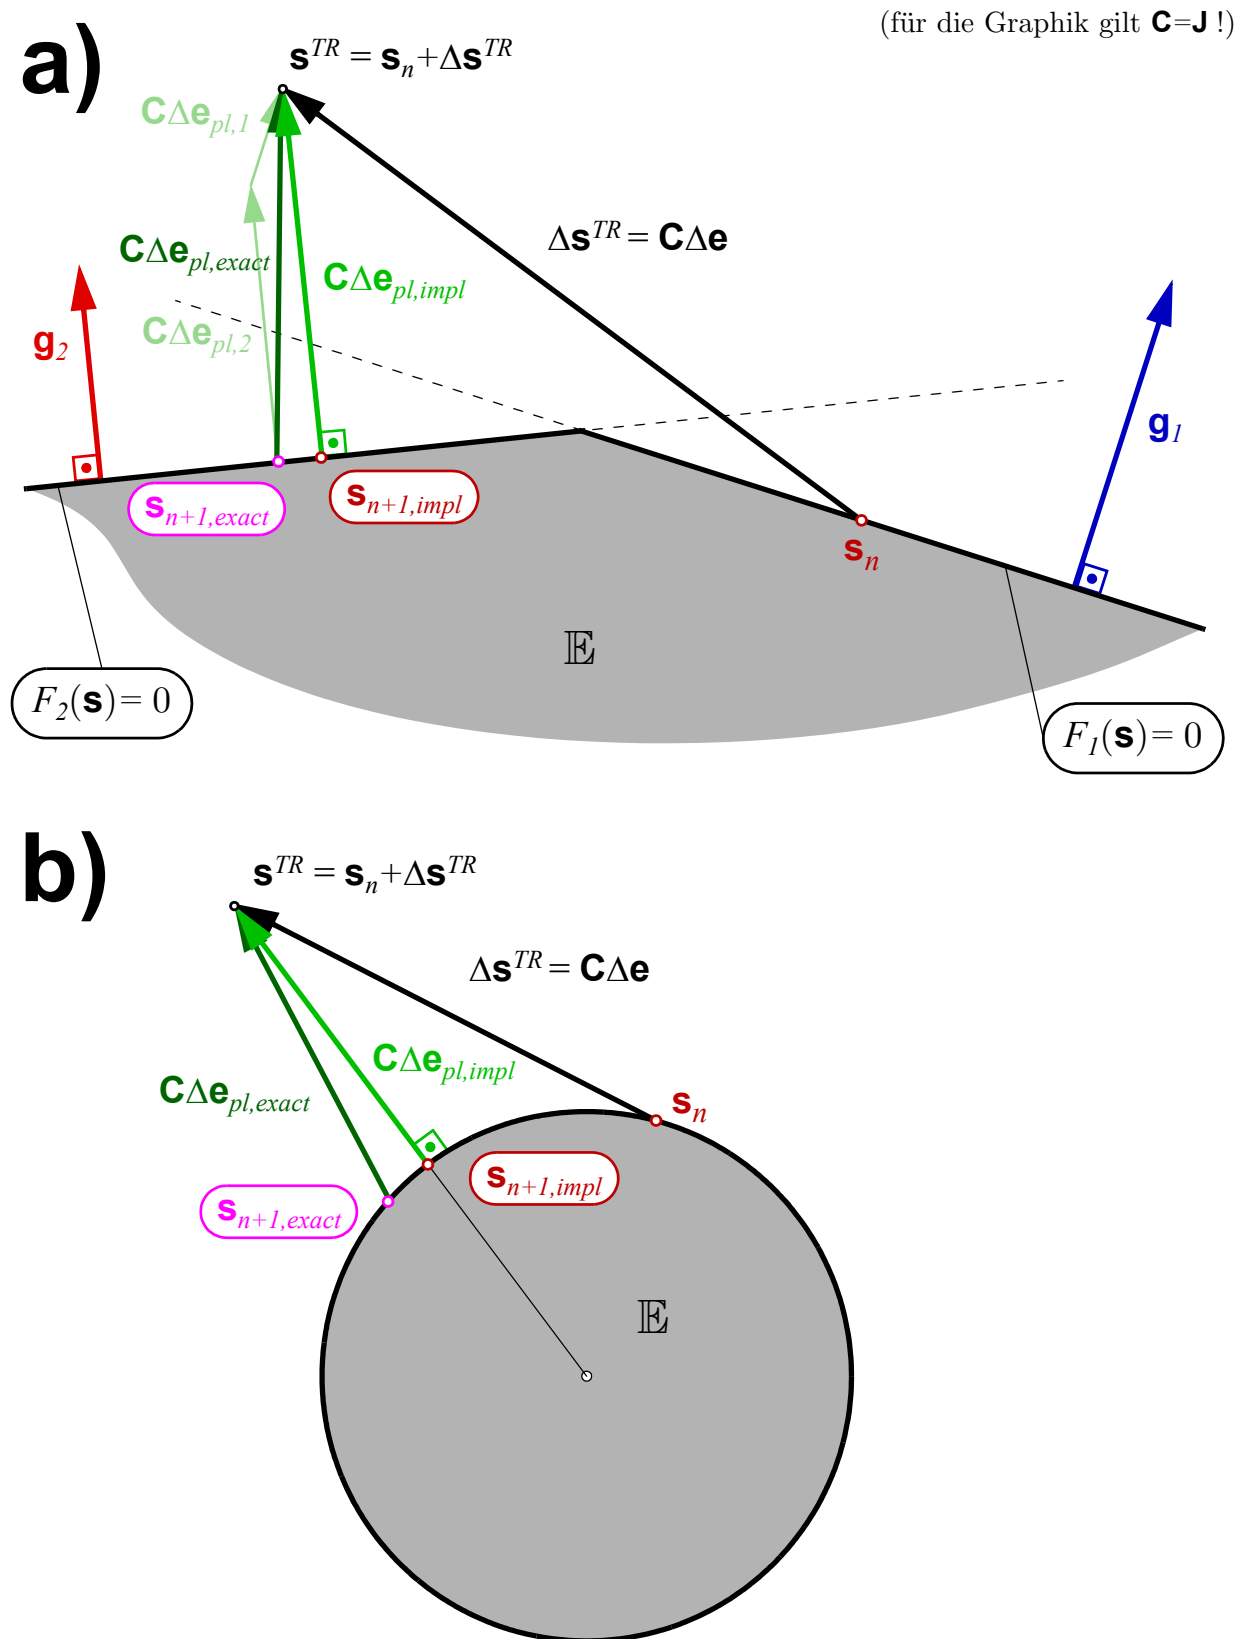 (für die Graphik gilt C=J !)
a)
s^TR = s_n+Δs^TR
CΔe_pl,1
Δs^TR = CΔe
CΔe_pl,exact
CΔe_pl,impl
g_2
CΔe_pl,2
g_1
s_n+1,exact
s_n+1,impl
s_n
𝔼
F_2(s)= 0
F_1(s)= 0
b)
s^TR = s_n+Δs^TR
Δs^TR = CΔe
CΔe_pl,impl
CΔe_pl,exact
s_n
s_n+1,impl
s_n+1,exact
𝔼